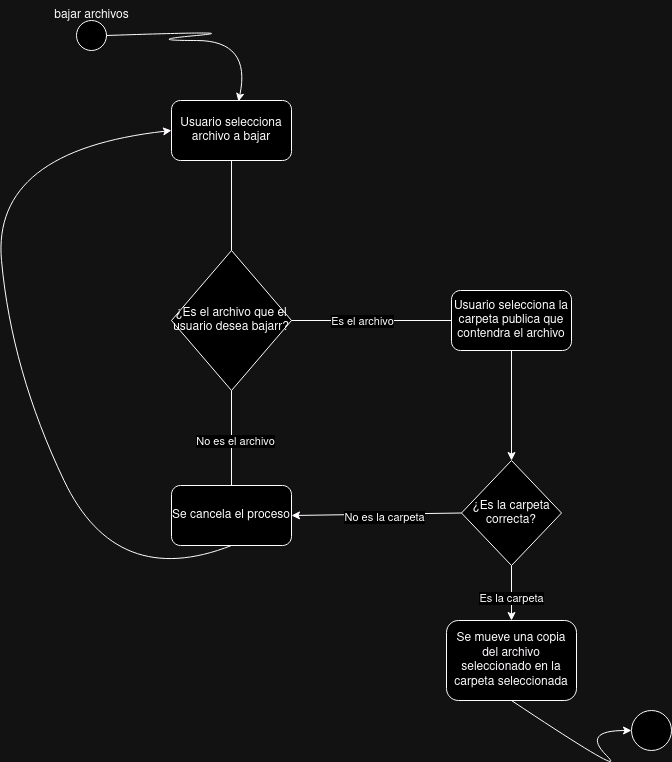 bajar archivos
Usuario selecciona
archivo a bajar
¿Es el archivo que el
usuario desea bajarr?
Es el archivo
Usuario selecciona la
carpeta publica que
contendra el archivo
No es el archivo
¿Es la carpeta
correcta?
Se cancela el proceso
No es la carpeta
Es la carpeta
Se mueve una copia
del archivo
seleccionado en la
carpeta seleccionada